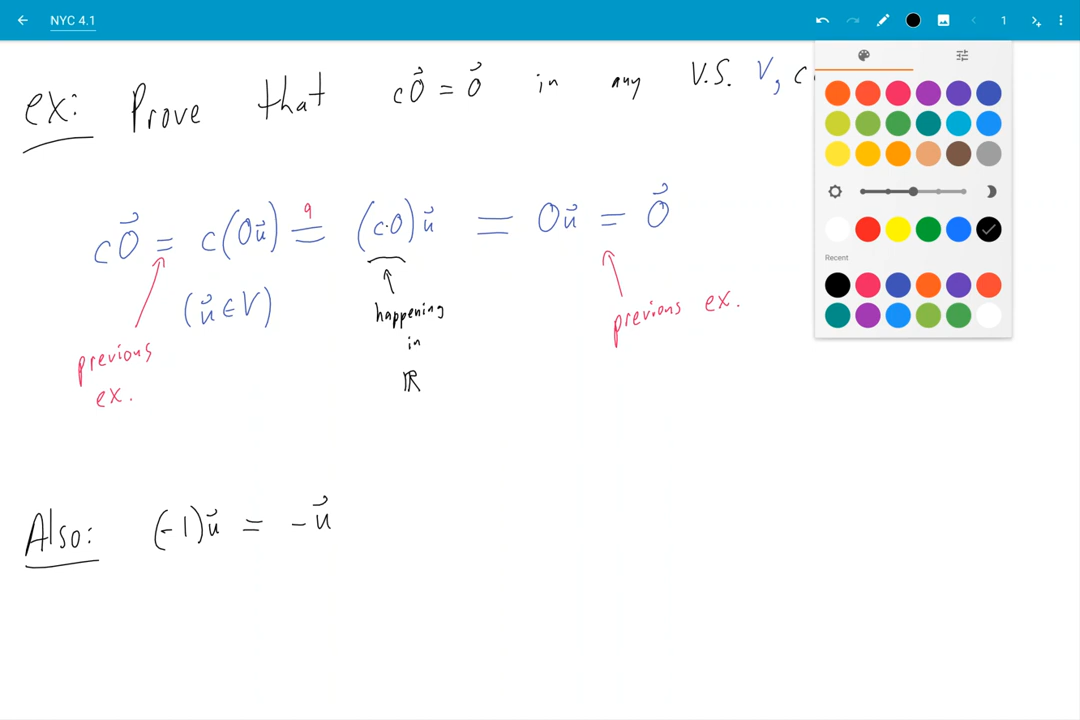 NYC 4.1
1
ex: Prove that c0⃗ = 0⃗ in any V.S. V, c
c0⃗ = c(0u⃗) =⁹ (c·0)u⃗ = 0u⃗ = 0⃗
(u⃗ ∈ V)
happening
in
ℝ
previous ex.
previous
ex.
Recent
Also: (-1)u⃗ = -u⃗